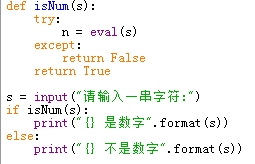 def isNum(s):
    try:
        n = eval(s)
    except:
        return False
    return True
s = input("请输入一串字符:")
if isNum(s):
    print("{} 是数字".format(s))
else:
    print("{} 不是数字".format(s))